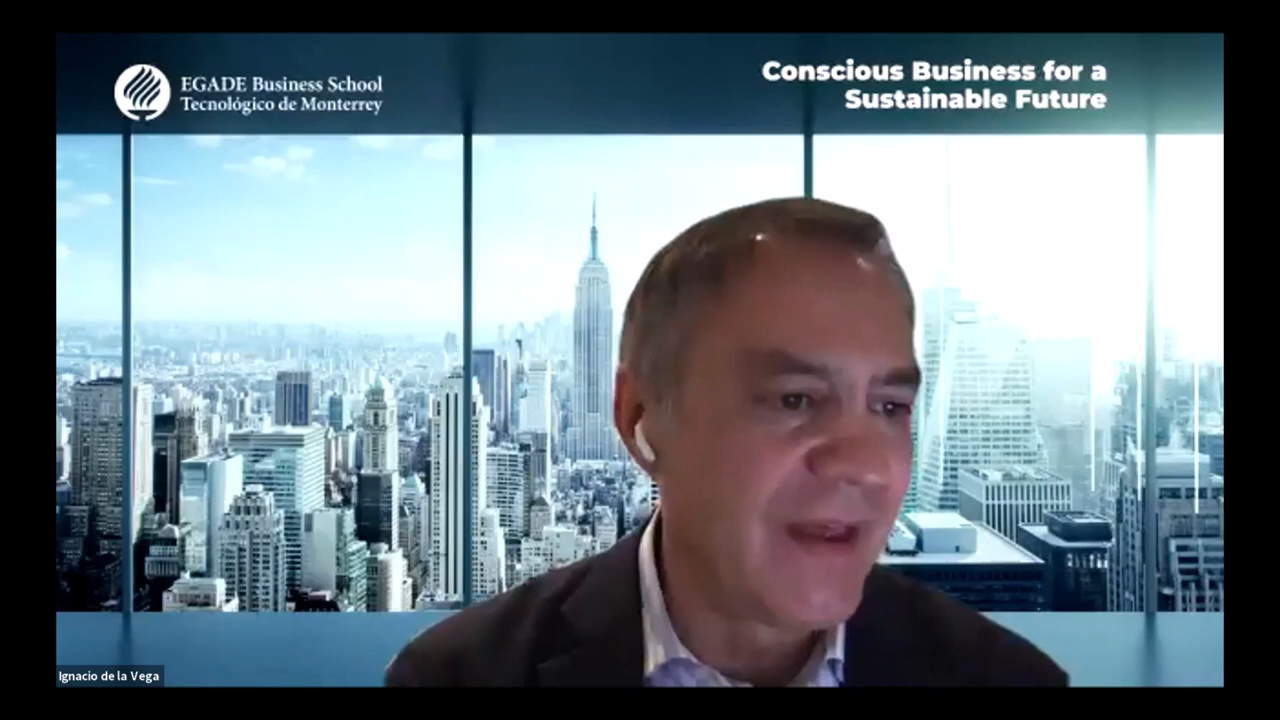 EGADE Business School
Tecnológico de Monterrey
Conscious Business for a
Sustainable Future
Ignacio de la Vega